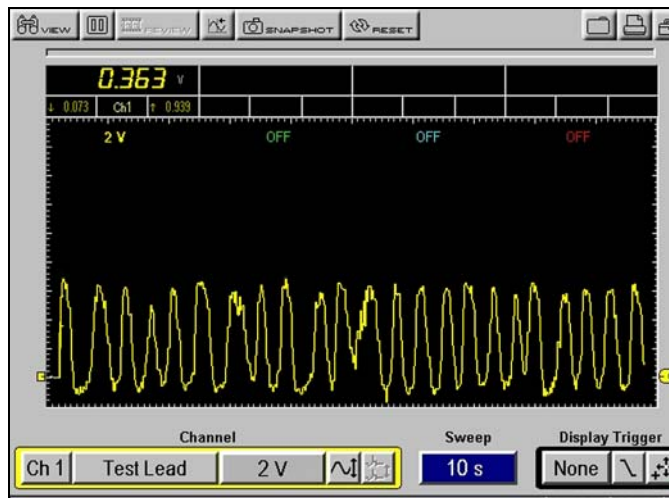 VIEW REVIEW SNAPSHOT RESET
0.363 V
↓ 0.073 Ch1 ↑ 0.939
2 V OFF OFF OFF
Channel Sweep Display Trigger
Ch 1 Test Lead 2 V 10 s None